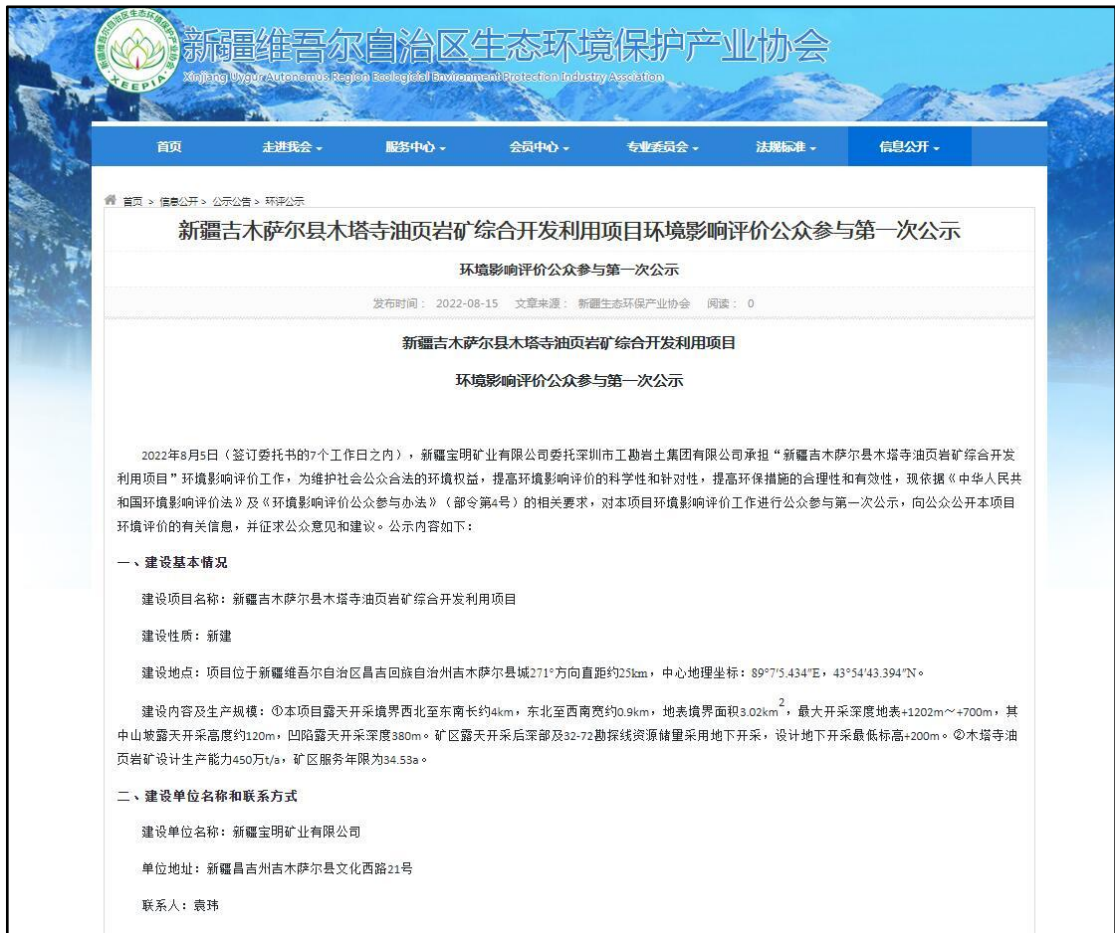 新疆维吾尔自治区生态环境保护产业协会
Xinjiang Uygur Autonomus Region Ecologicial Environment Protection Industry Assciation
XEEPIA
首页 走进我会 服务中心 会员中心 专业委员会 法规标准 信息公开
首页 > 信息公开 > 公示公告 > 环评公示
新疆吉木萨尔县木塔寺油页岩矿综合开发利用项目环境影响评价公众参与第一次公示
环境影响评价公众参与第一次公示
发布时间： 2022-08-15 文章来源： 新疆生态环保产业协会 阅读： 0
新疆吉木萨尔县木塔寺油页岩矿综合开发利用项目
环境影响评价公众参与第一次公示
2022年8月5日（签订委托书的7个工作日之内），新疆宝明矿业有限公司委托深圳市工勘岩土集团有限公司承担“新疆吉木萨尔县木塔寺油页岩矿综合开发
利用项目”环境影响评价工作，为维护社会公众合法的环境权益，提高环境影响评价的科学性和针对性，提高环保措施的合理性和有效性，现依据《中华人民共
和国环境影响评价法》及《环境影响评价公众参与办法》（部令第4号）的相关要求，对本项目环境影响评价工作进行公众参与第一次公示，向公众公开本项目
环境评价的有关信息，并征求公众意见和建议。公示内容如下：
一、建设基本情况
建设项目名称：新疆吉木萨尔县木塔寺油页岩矿综合开发利用项目
建设性质：新建
建设地点：项目位于新疆维吾尔自治区昌吉回族自治州吉木萨尔县城271°方向直距约25km，中心地理坐标：89°7'5.434"E，43°54'43.394"N。
建设内容及生产规模：①本项目露天开采境界西北至东南长约4km，东北至西南宽约0.9km，地表境界面积3.02km²，最大开采深度地表+1202m～+700m，其
中山坡露天开采高度约120m，凹陷露天开采深度380m。矿区露天开采后深部及32-72勘探线资源储量采用地下开采，设计地下开采最低标高+200m。②木塔寺油
页岩矿设计生产能力450万t/a，矿区服务年限为34.53a。
二、建设单位名称和联系方式
建设单位名称：新疆宝明矿业有限公司
单位地址：新疆昌吉州吉木萨尔县文化西路21号
联系人：袁玮